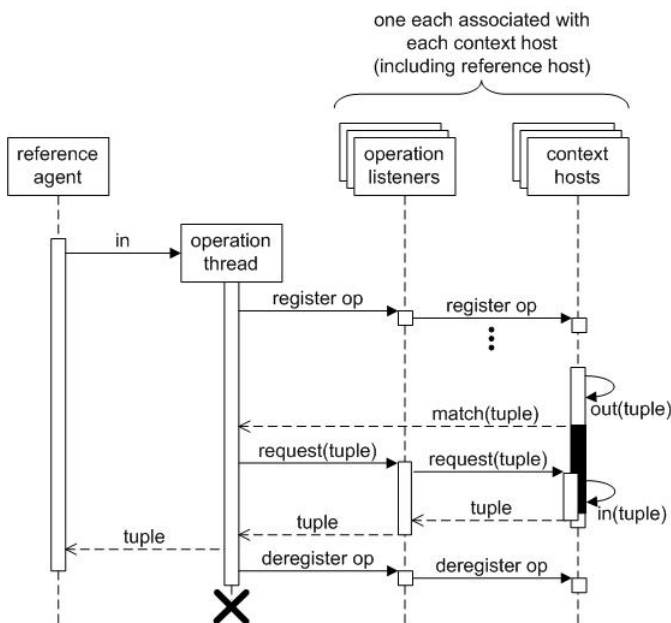 one each associated with
each context host
(including reference host)
reference
agent
operation
listeners
context
hosts
in
operation
thread
register op
register op
out(tuple)
match(tuple)
request(tuple)
request(tuple)
in(tuple)
tuple
tuple
tuple
deregister op
deregister op